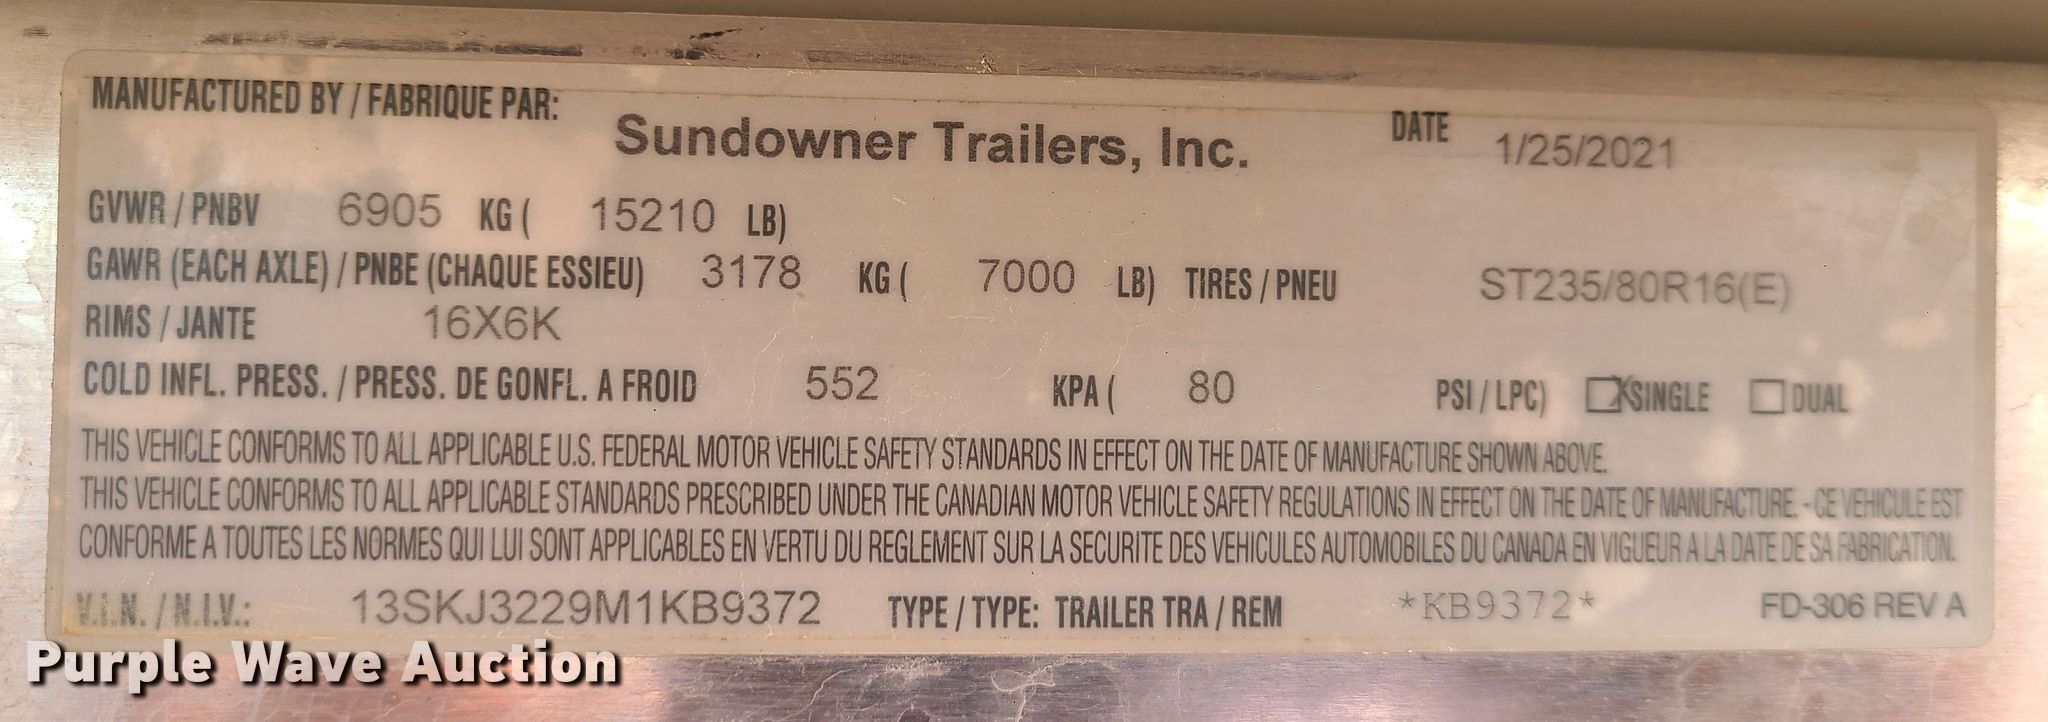 MANUFACTURED BY / FABRIQUE PAR: Sundowner Trailers, Inc. DATE 1/25/2021
GVWR / PNBV 6905 KG ( 15210 LB)
GAWR (EACH AXLE) / PNBE (CHAQUE ESSIEU) 3178 KG ( 7000 LB) TIRES / PNEU ST235/80R16(E)
RIMS / JANTE 16X6K
COLD INFL. PRESS. / PRESS. DE GONFL. A FROID 552 KPA ( 80 PSI / LPC) ☒ SINGLE ☐ DUAL
THIS VEHICLE CONFORMS TO ALL APPLICABLE U.S. FEDERAL MOTOR VEHICLE SAFETY STANDARDS IN EFFECT ON THE DATE OF MANUFACTURE SHOWN ABOVE.
THIS VEHICLE CONFORMS TO ALL APPLICABLE STANDARDS PRESCRIBED UNDER THE CANADIAN MOTOR VEHICLE SAFETY REGULATIONS IN EFFECT ON THE DATE OF MANUFACTURE. - CE VEHICULE EST
CONFORME A TOUTES LES NORMES QUI LUI SONT APPLICABLES EN VERTU DU REGLEMENT SUR LA SECURITE DES VEHICULES AUTOMOBILES DU CANADA EN VIGUEUR A LA DATE DE SA FABRICATION.
V.I.N. / N.I.V.: 13SKJ3229M1KB9372 TYPE / TYPE: TRAILER TRA / REM *KB9372* FD-306 REV A
Purple Wave Auction